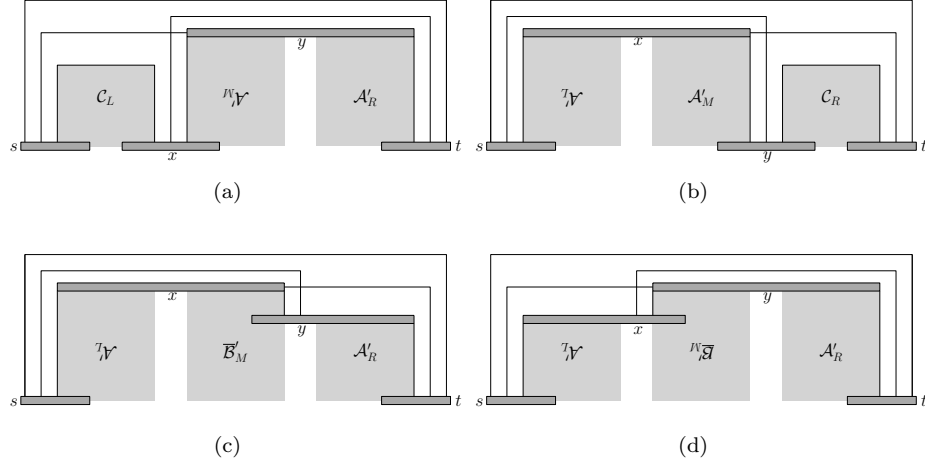 y x
C_L A'_M A'_R A'_L A'_M C_R
s x t s y t
(a) (b)
x y
y x
A'_L B̅'_M A'_R A'_L B̅'_M A'_R
s t s t
(c) (d)